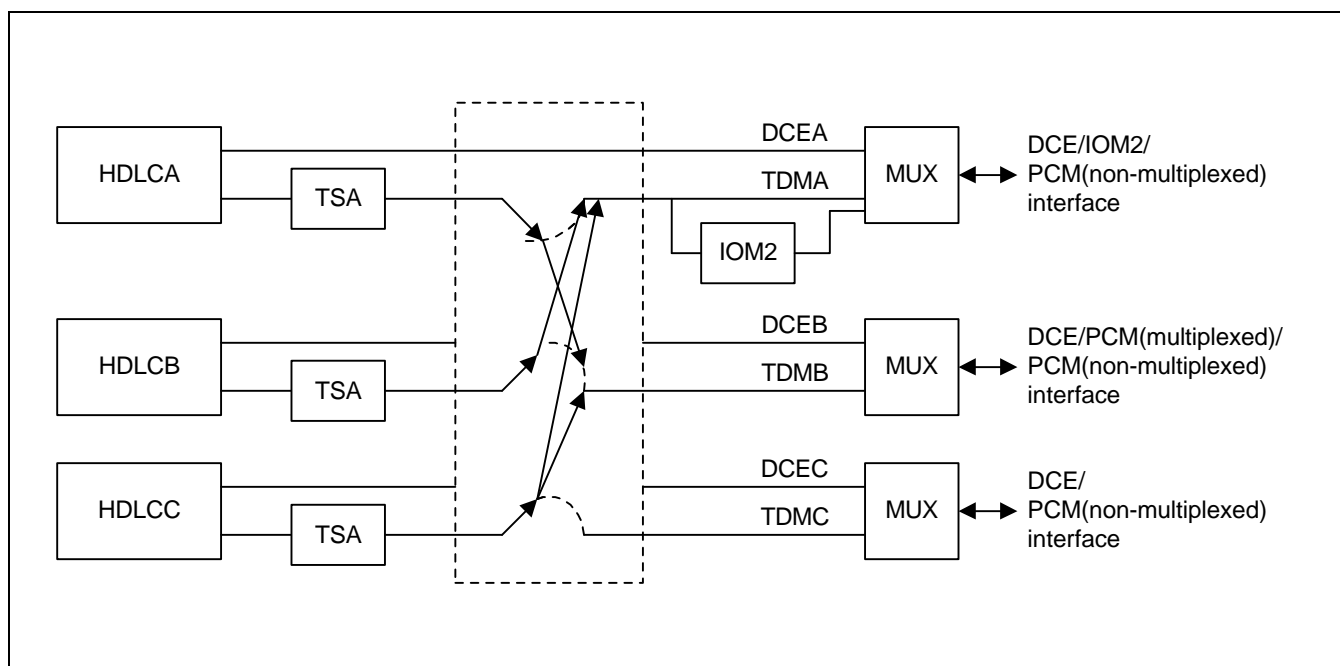 HDLCA
TSA
DCEA
TDMA
IOM2
MUX
DCE/IOM2/
PCM(non-multiplexed)
interface
HDLCB
TSA
DCEB
TDMB
MUX
DCE/PCM(multiplexed)/
PCM(non-multiplexed)
interface
HDLCC
TSA
DCEC
TDMC
MUX
DCE/
PCM(non-multiplexed)
interface